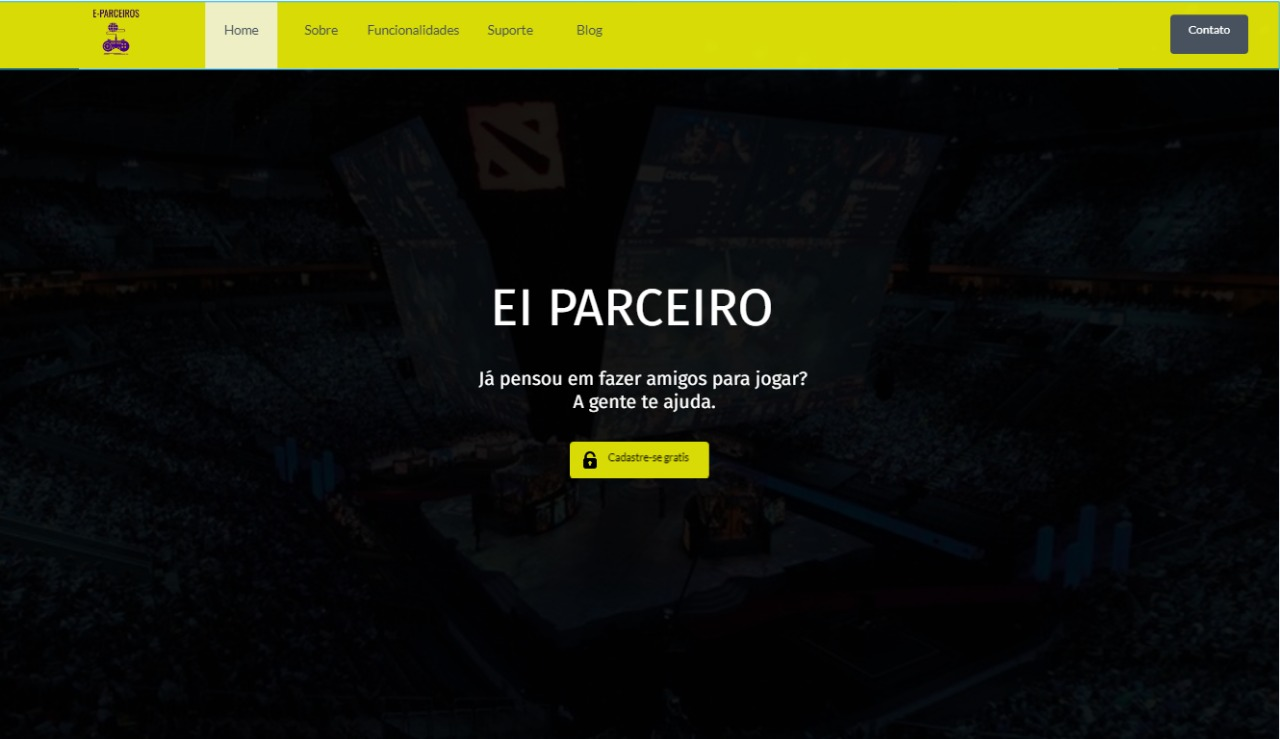 E-PARCEIROS
Home
Sobre
Funcionalidades
Suporte
Blog
Contato
EI PARCEIRO
Já pensou em fazer amigos para jogar?
A gente te ajuda.
Cadastre-se gratis